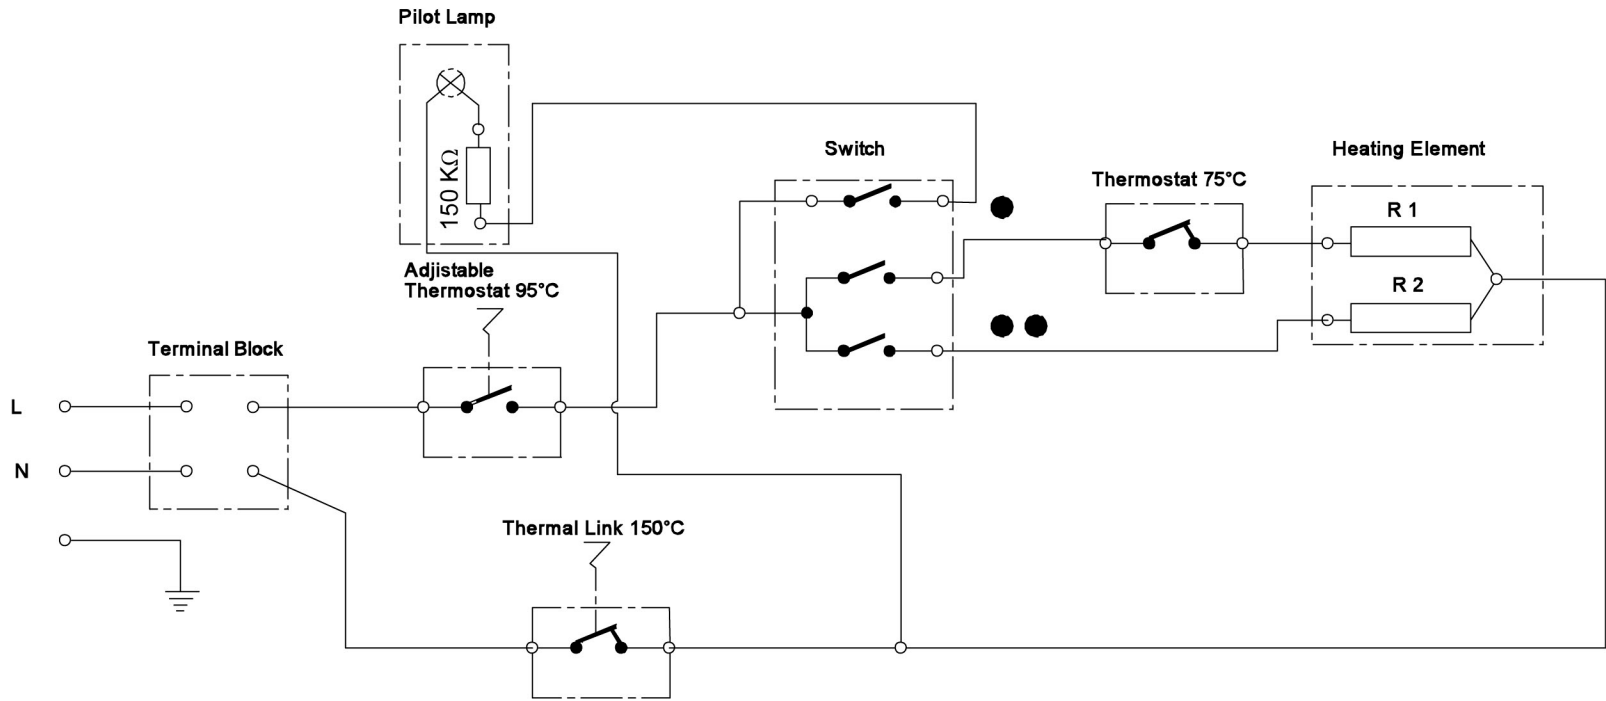 Pilot Lamp
150 KΩ
Switch
Heating Element
Thermostat 75°C
R 1
Adjistable
Thermostat 95°C
R 2
Terminal Block
L
N
Thermal Link 150°C